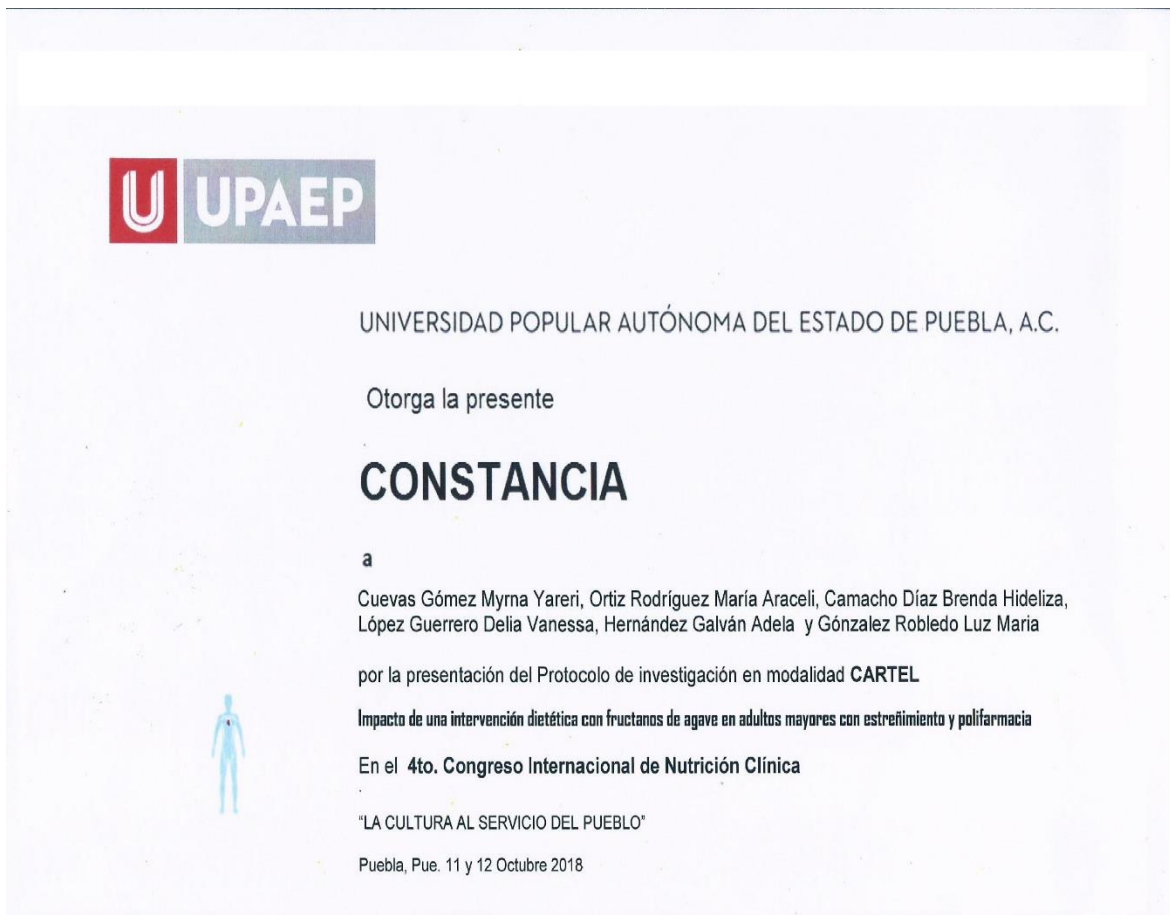 U UPAEP
UNIVERSIDAD POPULAR AUTÓNOMA DEL ESTADO DE PUEBLA, A.C.
Otorga la presente
CONSTANCIA
a
Cuevas Gómez Myrna Yareri, Ortiz Rodríguez María Araceli, Camacho Díaz Brenda Hideliza,
López Guerrero Delia Vanessa, Hernández Galván Adela y Gónzalez Robledo Luz Maria
por la presentación del Protocolo de investigación en modalidad CARTEL
Impacto de una intervención dietética con fructanos de agave en adultos mayores con estreñimiento y polifarmacia
En el 4to. Congreso Internacional de Nutrición Clínica
"LA CULTURA AL SERVICIO DEL PUEBLO"
Puebla, Pue. 11 y 12 Octubre 2018